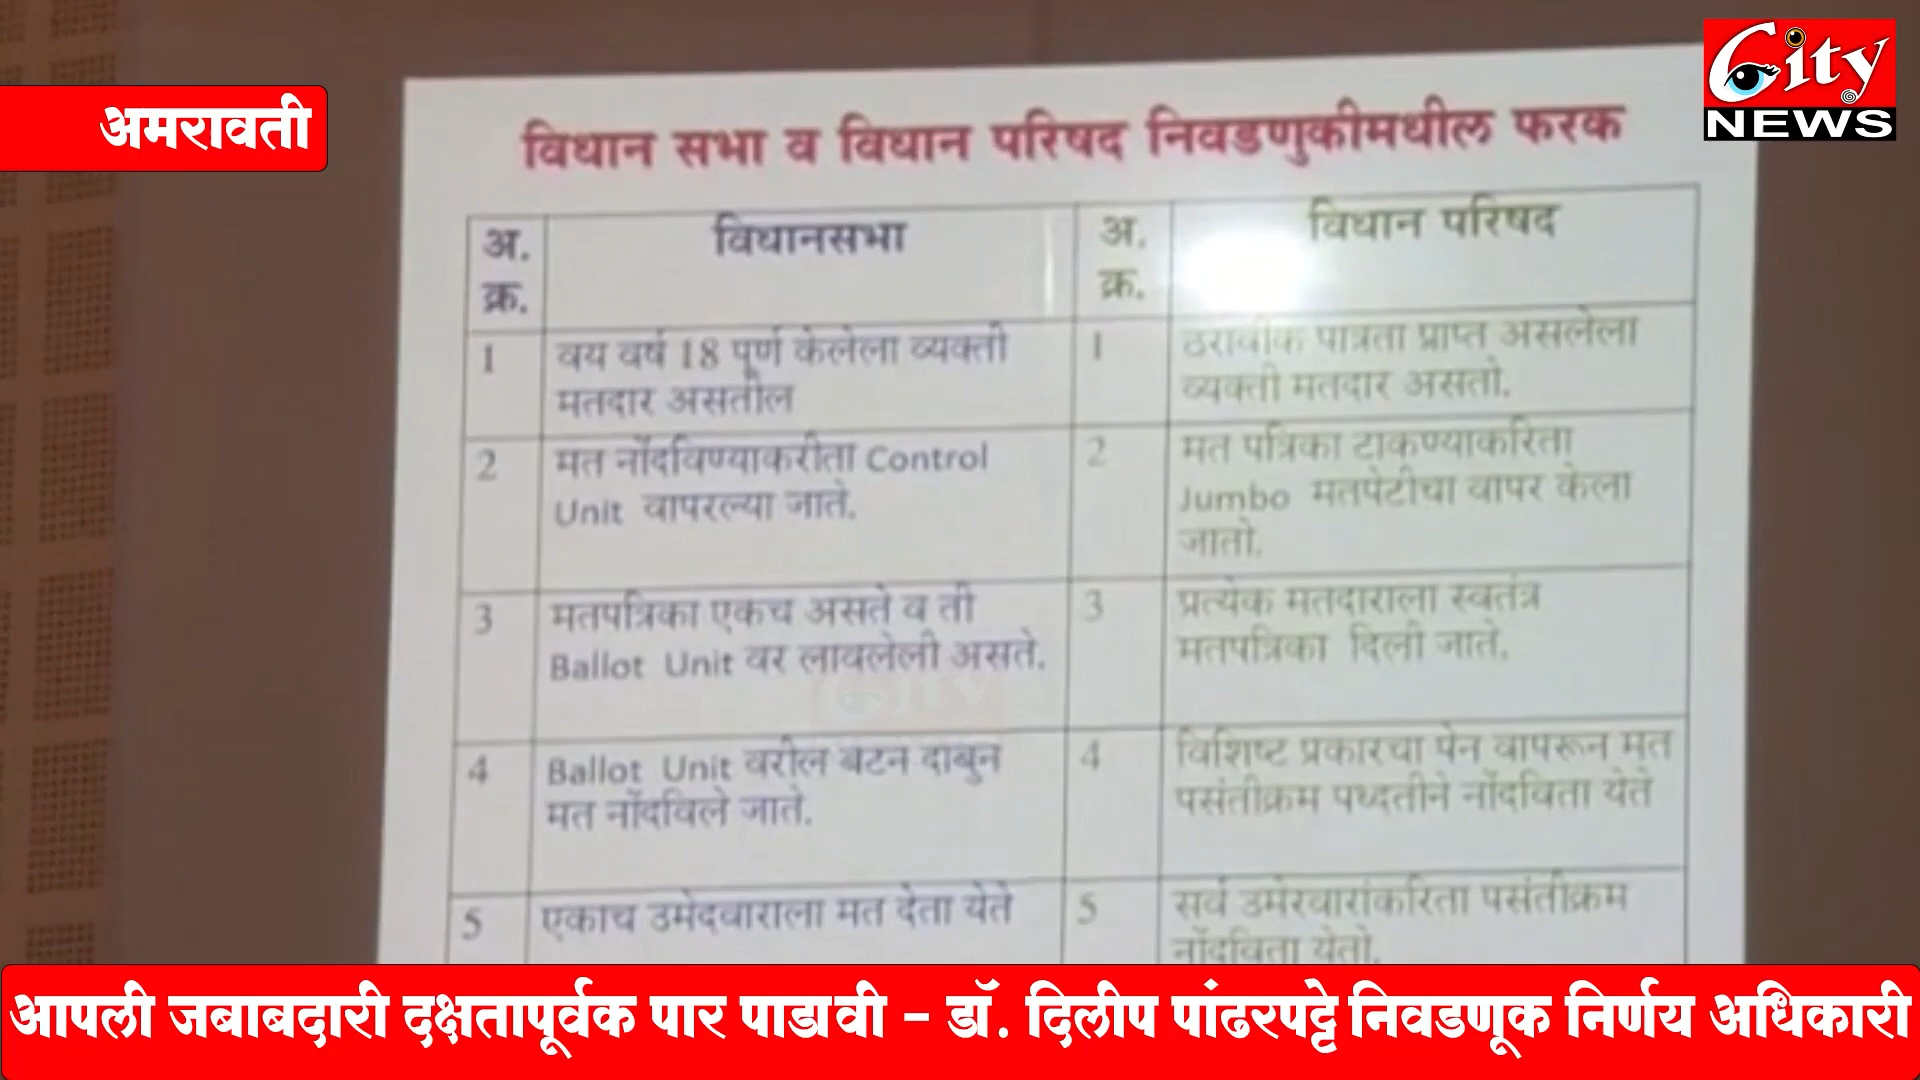 अमरावती
City
NEWS
विधान सभा व विधान परिषद निवडणुकीमधील फरक
अ.
क्र.
विधानसभा
अ.
क्र.
विधान परिषद
1
वय वर्ष 18 पूर्ण केलेला व्यक्ती
मतदार असतील
1
ठरावीक पात्रता प्राप्त असलेला
व्यक्ती मतदार असतो.
2
मत नोंदविण्याकरीता Control
Unit वापरल्या जाते.
2
मत पत्रिका टाकण्याकरिता
Jumbo मतपेटीचा वापर केला
जातो.
3
मतपत्रिका एकच असते व ती
Ballot Unit वर लावलेली असते.
3
प्रत्येक मतदाराला स्वतंत्र
मतपत्रिका दिली जाते.
4
Ballot Unit वरील बटन दाबुन
मत नोंदविले जाते.
4
विशिष्ट प्रकारचा पेन वापरून मत
पसंतीक्रम पध्दतीने नोंदविता येते
5
एकाच उमेदवाराला मत देता येते
5
सर्व उमेरवारांकरिता पसंतीक्रम
नोंदविता येतो.
आपली जबाबदारी दक्षतापूर्वक पार पाडावी - डॉ. दिलीप पांढरपट्टे निवडणूक निर्णय अधिकारी